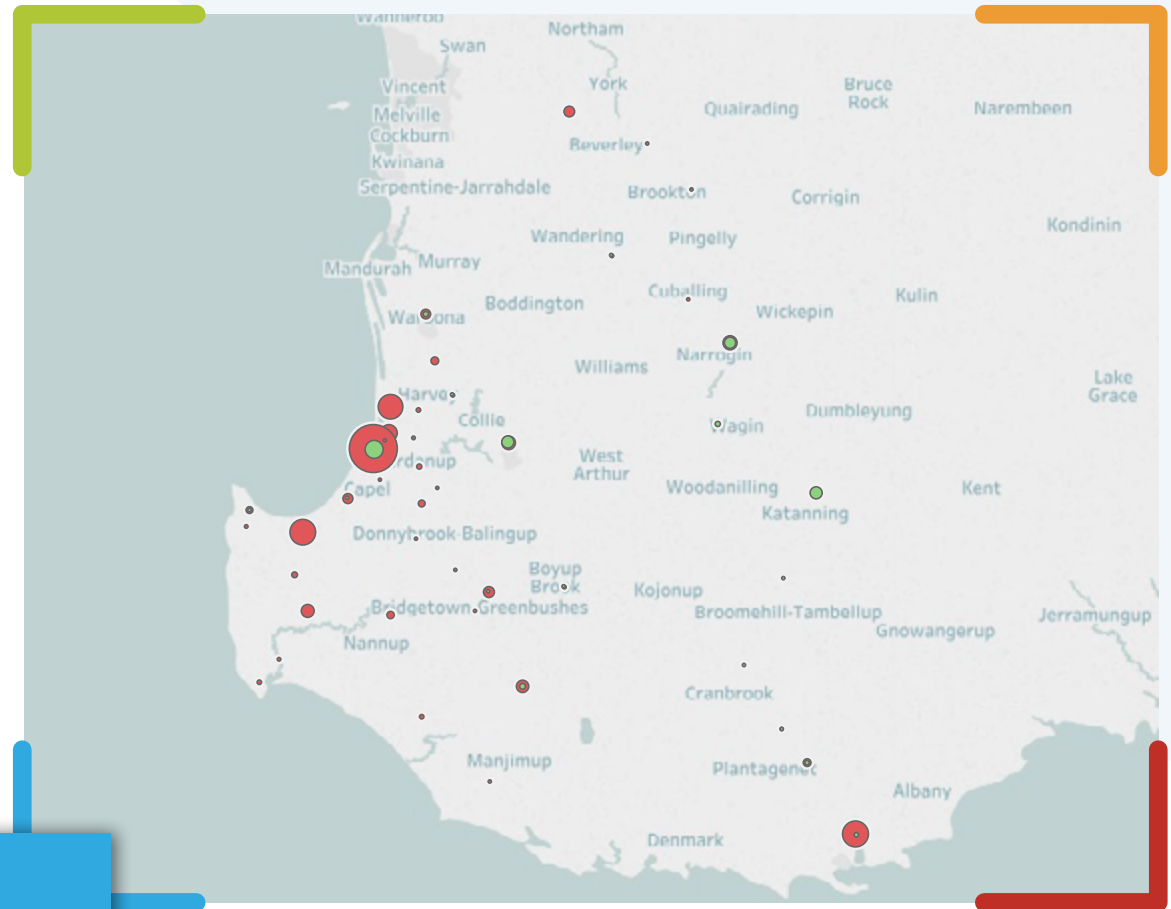 Wanneroo
Northam
Swan
Vincent
York
Bruce
Rock
Quairading
Narembeen
Melville
Cockburn
Beverley
Kwinana
Serpentine-Jarrahdale
Brookton
Corrigin
Kondinin
Wandering
Pingelly
Mandurah
Murray
Cuballing
Kulin
Boddington
Wickepin
Waroona
Narrogin
Williams
Lake
Grace
Harvey
Dumbleyung
Collie
Wagin
West
Arthur
rdanup
Capel
Woodanilling
Kent
Katanning
Donnybrook-Balingup
Boyup
Brook
Kojonup
Bridgetown-Greenbushes
Broomehill-Tambellup
Jerramungup
Gnowangerup
Nannup
Cranbrook
Manjimup
Plantagenet
Albany
Denmark